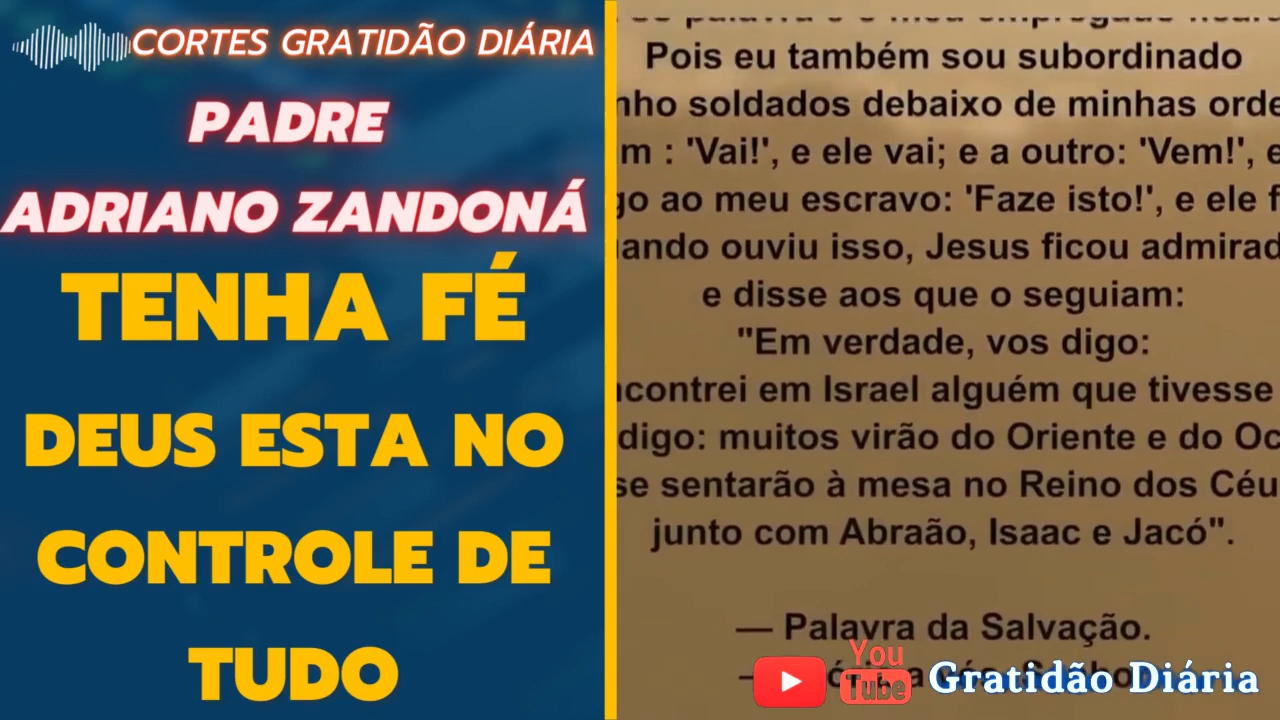 CORTES GRATIDÃO DIÁRIA
PADRE
ADRIANO ZANDONÁ
TENHA FÉ
DEUS ESTA NO
CONTROLE DE
TUDO
Pois eu também sou subordinado
nho soldados debaixo de minhas orde
m : 'Vai!', e ele vai; e a outro: 'Vem!', e
go ao meu escravo: 'Faze isto!', e ele f
uando ouviu isso, Jesus ficou admirad
e disse aos que o seguiam:
"Em verdade, vos digo:
ncontrei em Israel alguém que tivesse
digo: muitos virão do Oriente e do Oc
se sentarão à mesa no Reino dos Céu
junto com Abraão, Isaac e Jacó".
— Palavra da Salvação.
You
Tube
Gratidão Diária